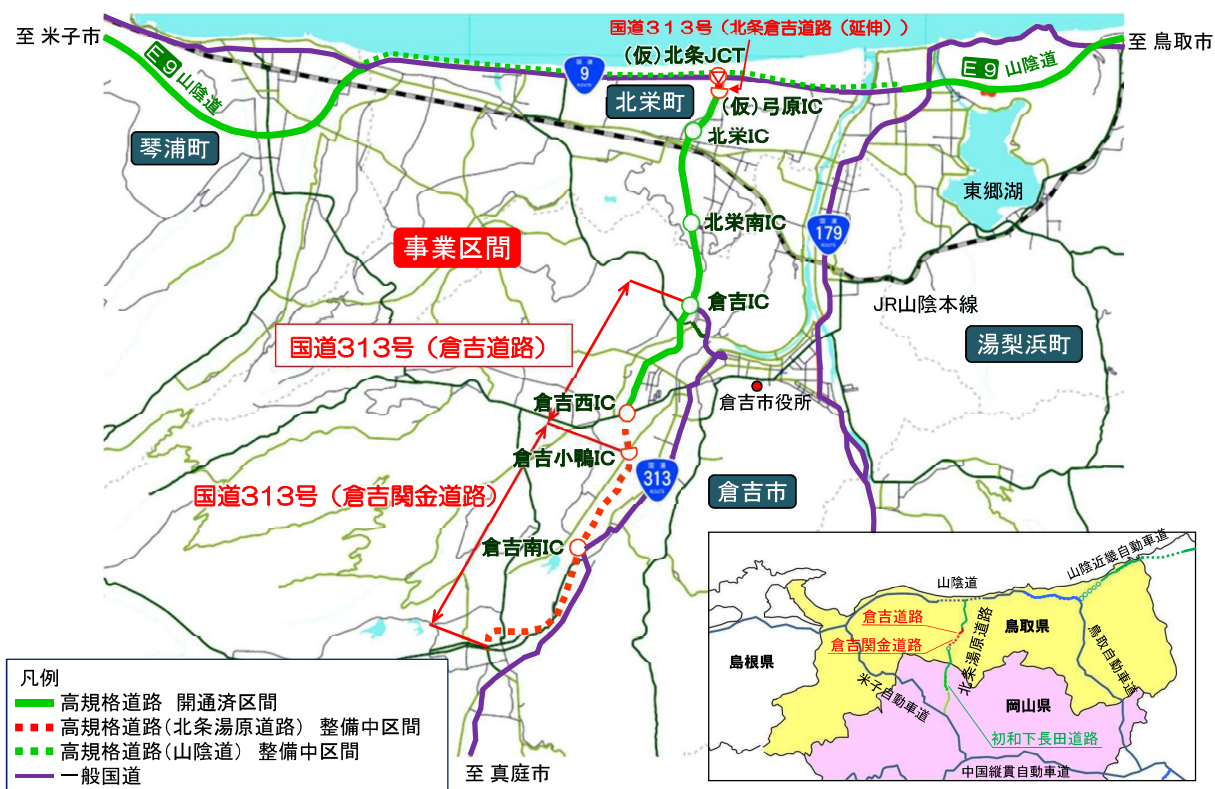 国道313号（北条倉吉道路（延伸））
至 米子市
至 鳥取市
E9 山陰道
(仮)北条JCT
国道
9
ROUTE
E9 山陰道
北栄町
(仮)弓原IC
北栄IC
琴浦町
東郷湖
北栄南IC
国道
179
ROUTE
事業区間
倉吉IC
JR山陰本線
国道313号（倉吉道路）
湯梨浜町
倉吉西IC
倉吉市役所
倉吉小鴨IC
国道
313
ROUTE
国道313号（倉吉関金道路）
倉吉市
倉吉南IC
至 真庭市
凡例
高規格道路 開通済区間
高規格道路(北条湯原道路) 整備中区間
高規格道路(山陰道) 整備中区間
一般国道
山陰近畿自動車道
山陰道
倉吉道路
倉吉関金道路
北条湯原道路
鳥取県
鳥取自動車道
島根県
米子自動車道
岡山県
初和下長田道路
中国縦貫自動車道